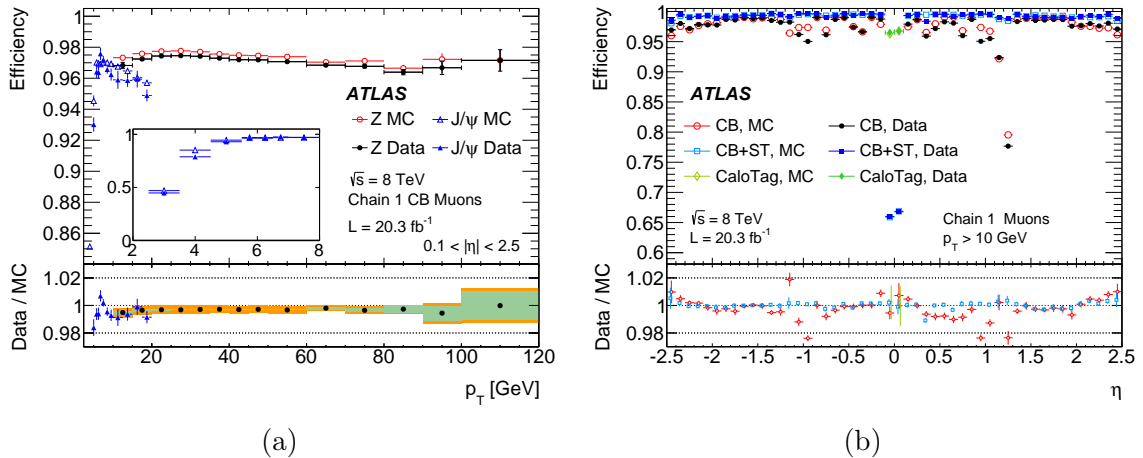 Efficiency
1
0.98
0.96
0.94
0.92
0.9
0.88
0.86
0.84
ATLAS
Z MC
J/ψ MC
Z Data
J/ψ Data
√s = 8 TeV
Chain 1 CB Muons
L = 20.3 fb⁻¹
0.1 < |η| < 2.5
1
0.5
0
2
4
6
8
Data / MC
1.02
1
0.98
20
40
60
80
100
120
p_T [GeV]
(a)
Efficiency
1
0.95
0.9
0.85
0.8
0.75
0.7
0.65
0.6
ATLAS
CB, MC
CB, Data
CB+ST, MC
CB+ST, Data
CaloTag, MC
CaloTag, Data
√s = 8 TeV
L = 20.3 fb⁻¹
Chain 1 Muons
p_T > 10 GeV
Data / MC
1.02
1
0.98
-2.5
-2
-1.5
-1
-0.5
0
0.5
1
1.5
2
2.5
η
(b)